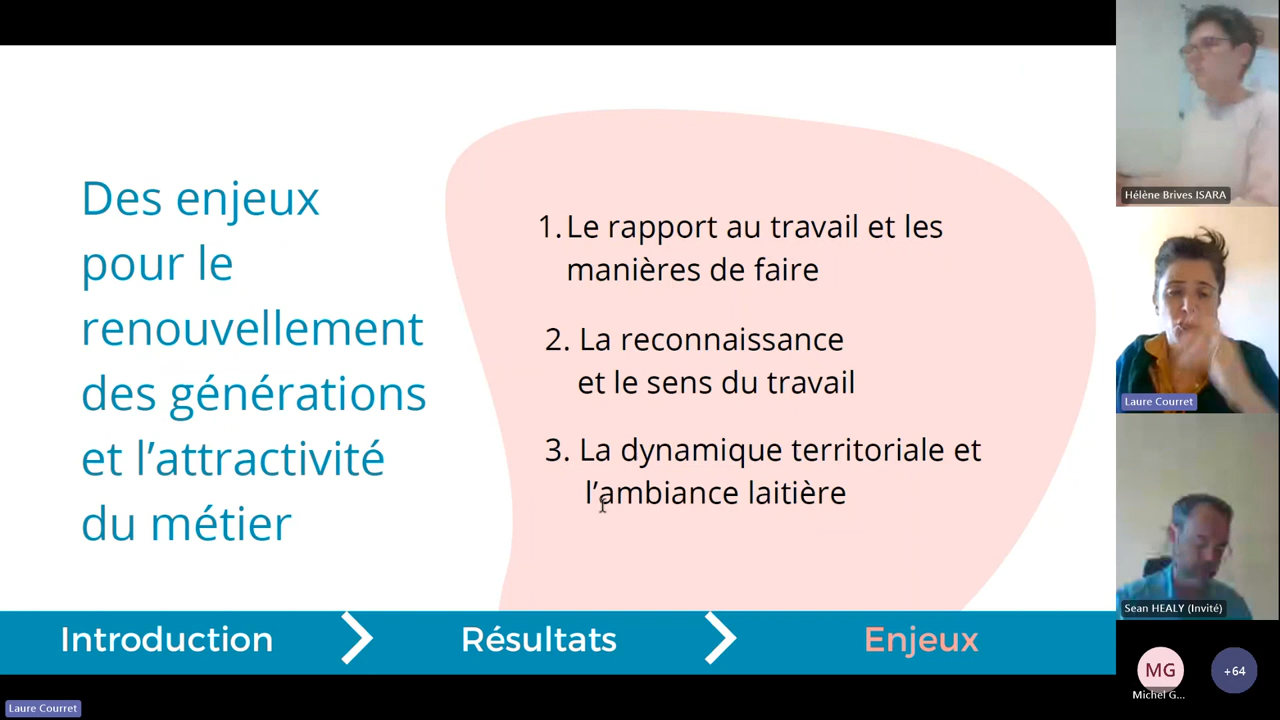 Des enjeux
pour le
renouvellement
des générations
et l'attractivité
du métier
1. Le rapport au travail et les
manières de faire
2. La reconnaissance
et le sens du travail
3. La dynamique territoriale et
l'ambiance laitière
Introduction
Résultats
Enjeux
Hélène Brives ISARA
Laure Courret
Sean HEALY (Invité)
MG
Michel G...
+64
Laure Courret